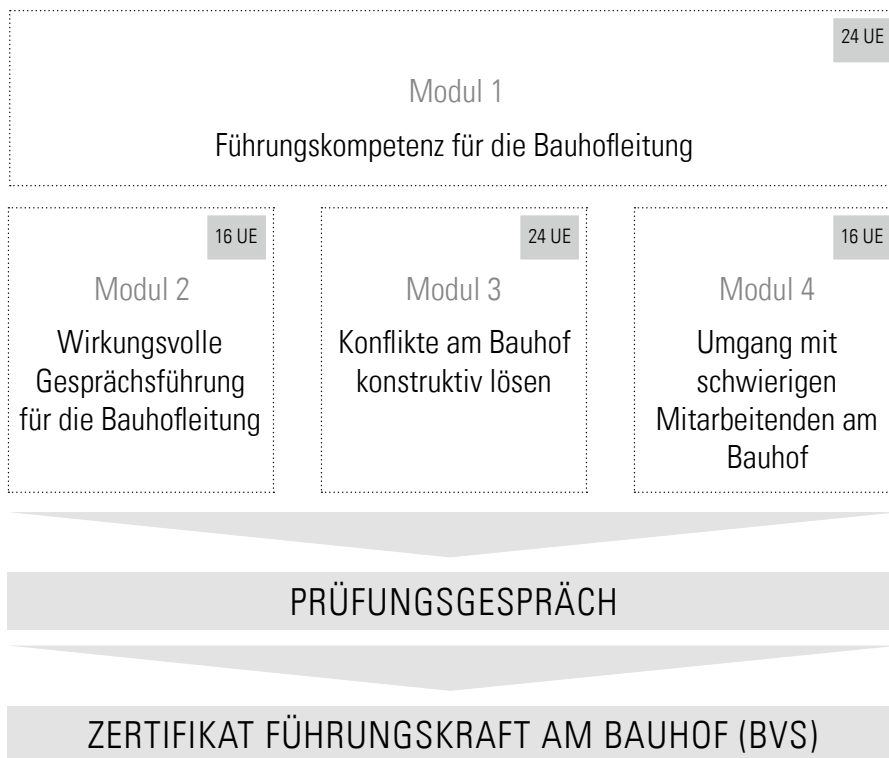 24 UE
Modul 1
Führungskompetenz für die Bauhofleitung
16 UE
Modul 2
Wirkungsvolle
Gesprächsführung
für die Bauhofleitung
24 UE
Modul 3
Konflikte am Bauhof
konstruktiv lösen
16 UE
Modul 4
Umgang mit
schwierigen
Mitarbeitenden am
Bauhof
PRÜFUNGSGESPRÄCH
ZERTIFIKAT FÜHRUNGSKRAFT AM BAUHOF (BVS)